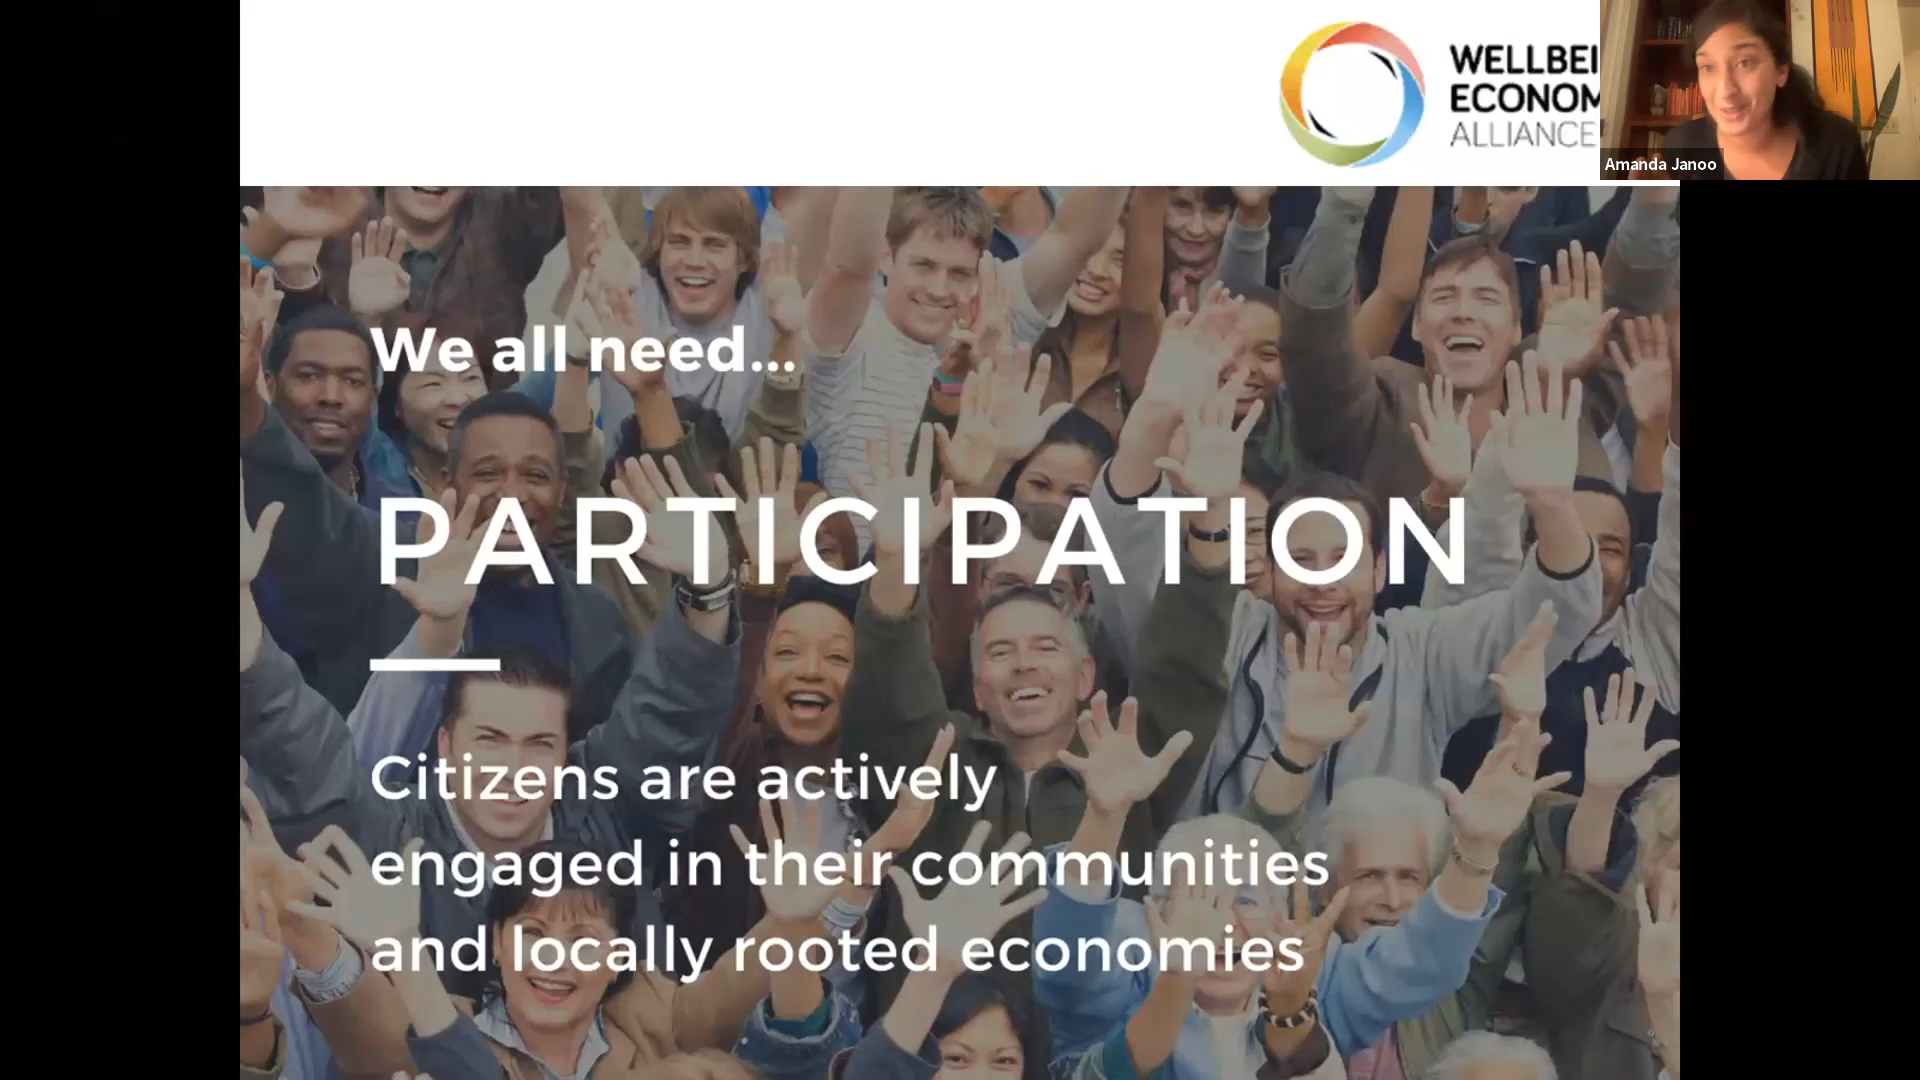 WELLBEI
ECONOM
ALLIANCE
Amanda Janoo
We all need...
PARTICIPATION
Citizens are actively
engaged in their communities
and locally rooted economies